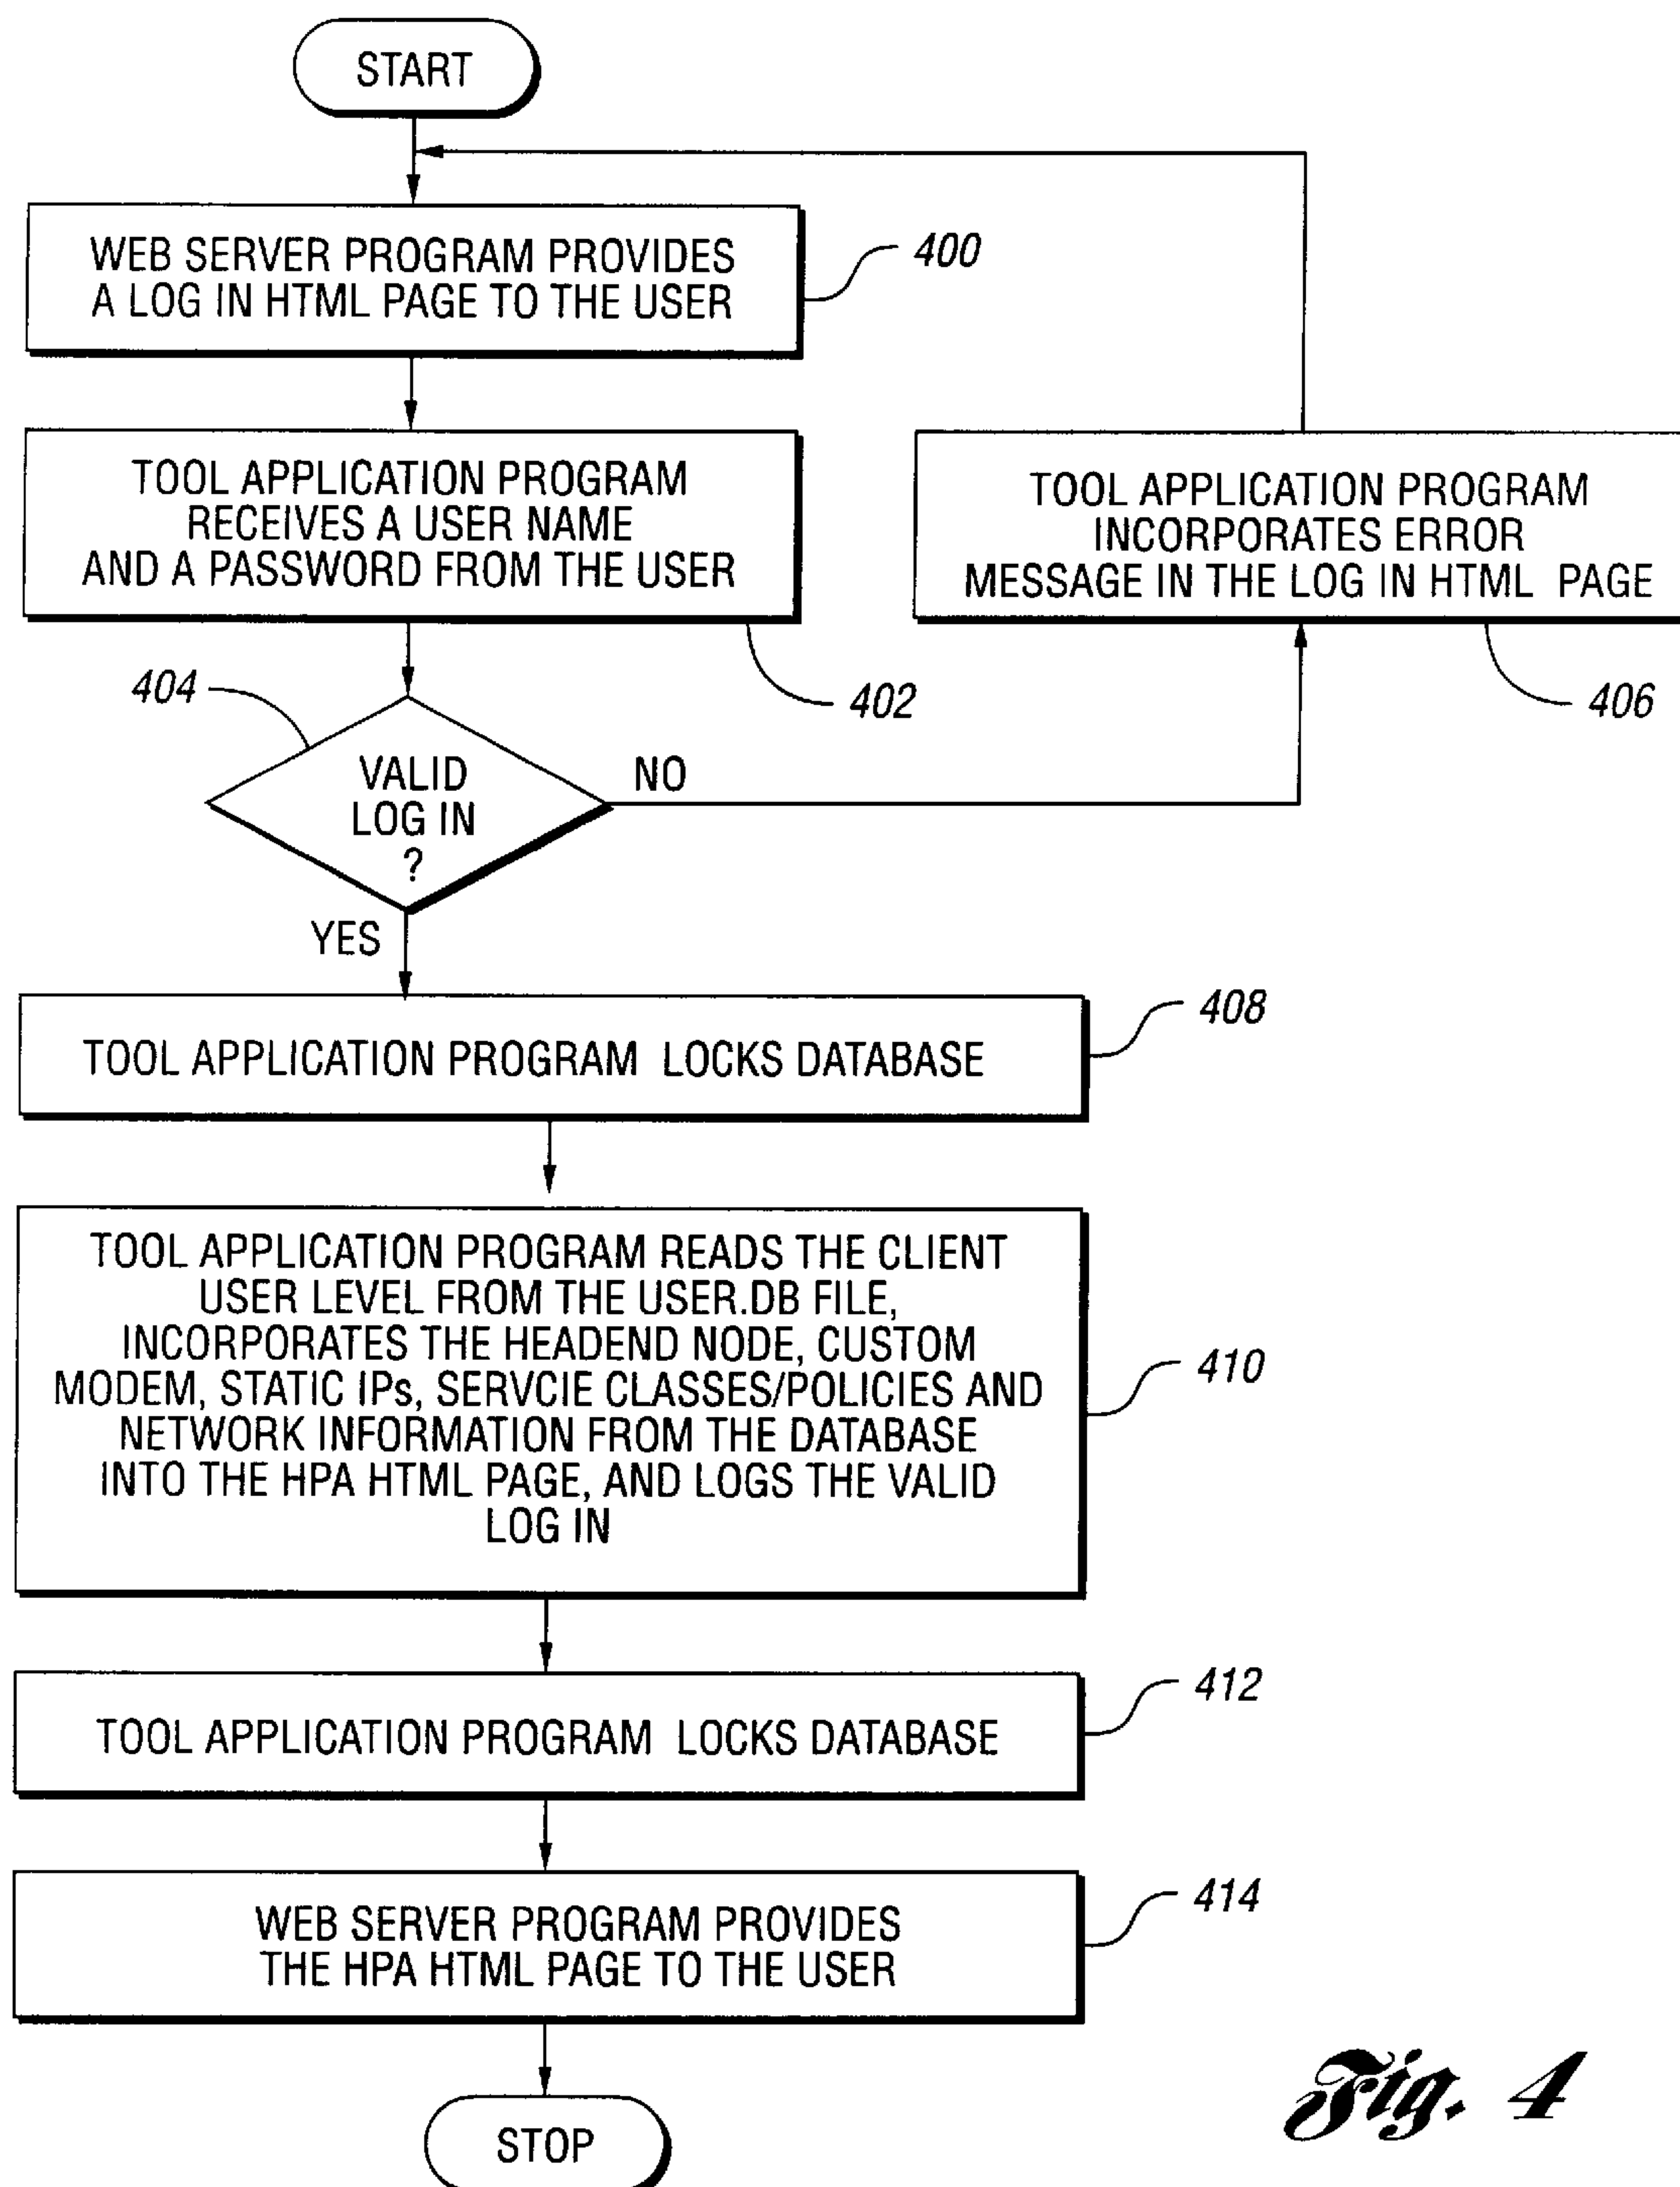 START
WEB SERVER PROGRAM PROVIDES
A LOG IN HTML PAGE TO THE USER
400
TOOL APPLICATION PROGRAM
RECEIVES A USER NAME
AND A PASSWORD FROM THE USER
402
TOOL APPLICATION PROGRAM
INCORPORATES ERROR
MESSAGE IN THE LOG IN HTML PAGE
406
404
VALID
LOG IN
?
NO
YES
TOOL APPLICATION PROGRAM LOCKS DATABASE
408
TOOL APPLICATION PROGRAM READS THE CLIENT
USER LEVEL FROM THE USER.DB FILE,
INCORPORATES THE HEADEND NODE, CUSTOM
MODEM, STATIC IPs, SERVCIE CLASSES/POLICIES AND
NETWORK INFORMATION FROM THE DATABASE
INTO THE HPA HTML PAGE, AND LOGS THE VALID
LOG IN
410
TOOL APPLICATION PROGRAM LOCKS DATABASE
412
WEB SERVER PROGRAM PROVIDES
THE HPA HTML PAGE TO THE USER
414
STOP
Fig. 4